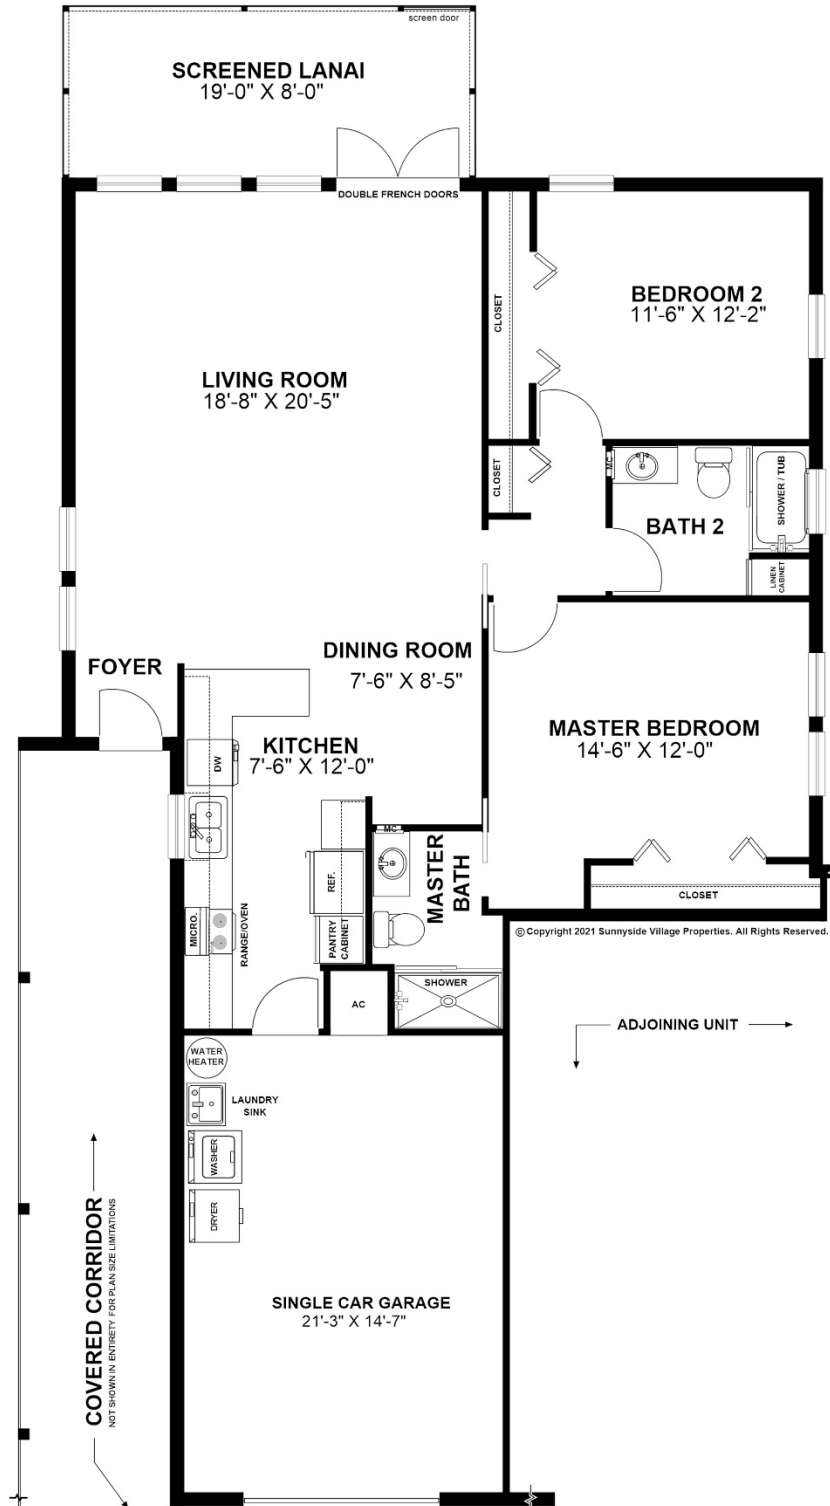 screen door
SCREENED LANAI
19'-0" X 8'-0"
DOUBLE FRENCH DOORS
CLOSET
BEDROOM 2
11'-6" X 12'-2"
LIVING ROOM
18'-8" X 20'-5"
CLOSET
MC
SHOWER / TUB
BATH 2
LINEN
CABINET
DINING ROOM
7'-6" X 8'-5"
FOYER
KITCHEN
7'-6" X 12'-0"
DW
MASTER BEDROOM
14'-6" X 12'-0"
MC
MASTER
BATH
REF.
CLOSET
MICRO.
RANGE/OVEN
PANTRY
CABINET
© Copyright 2021 Sunnyside Village Properties. All Rights Reserved.
SHOWER
AC
ADJOINING UNIT
WATER
HEATER
LAUNDRY
SINK
WASHER
DRYER
COVERED CORRIDOR
NOT SHOWN IN ENTIRETY FOR PLAN SIZE LIMITATIONS
SINGLE CAR GARAGE
21'-3" X 14'-7"